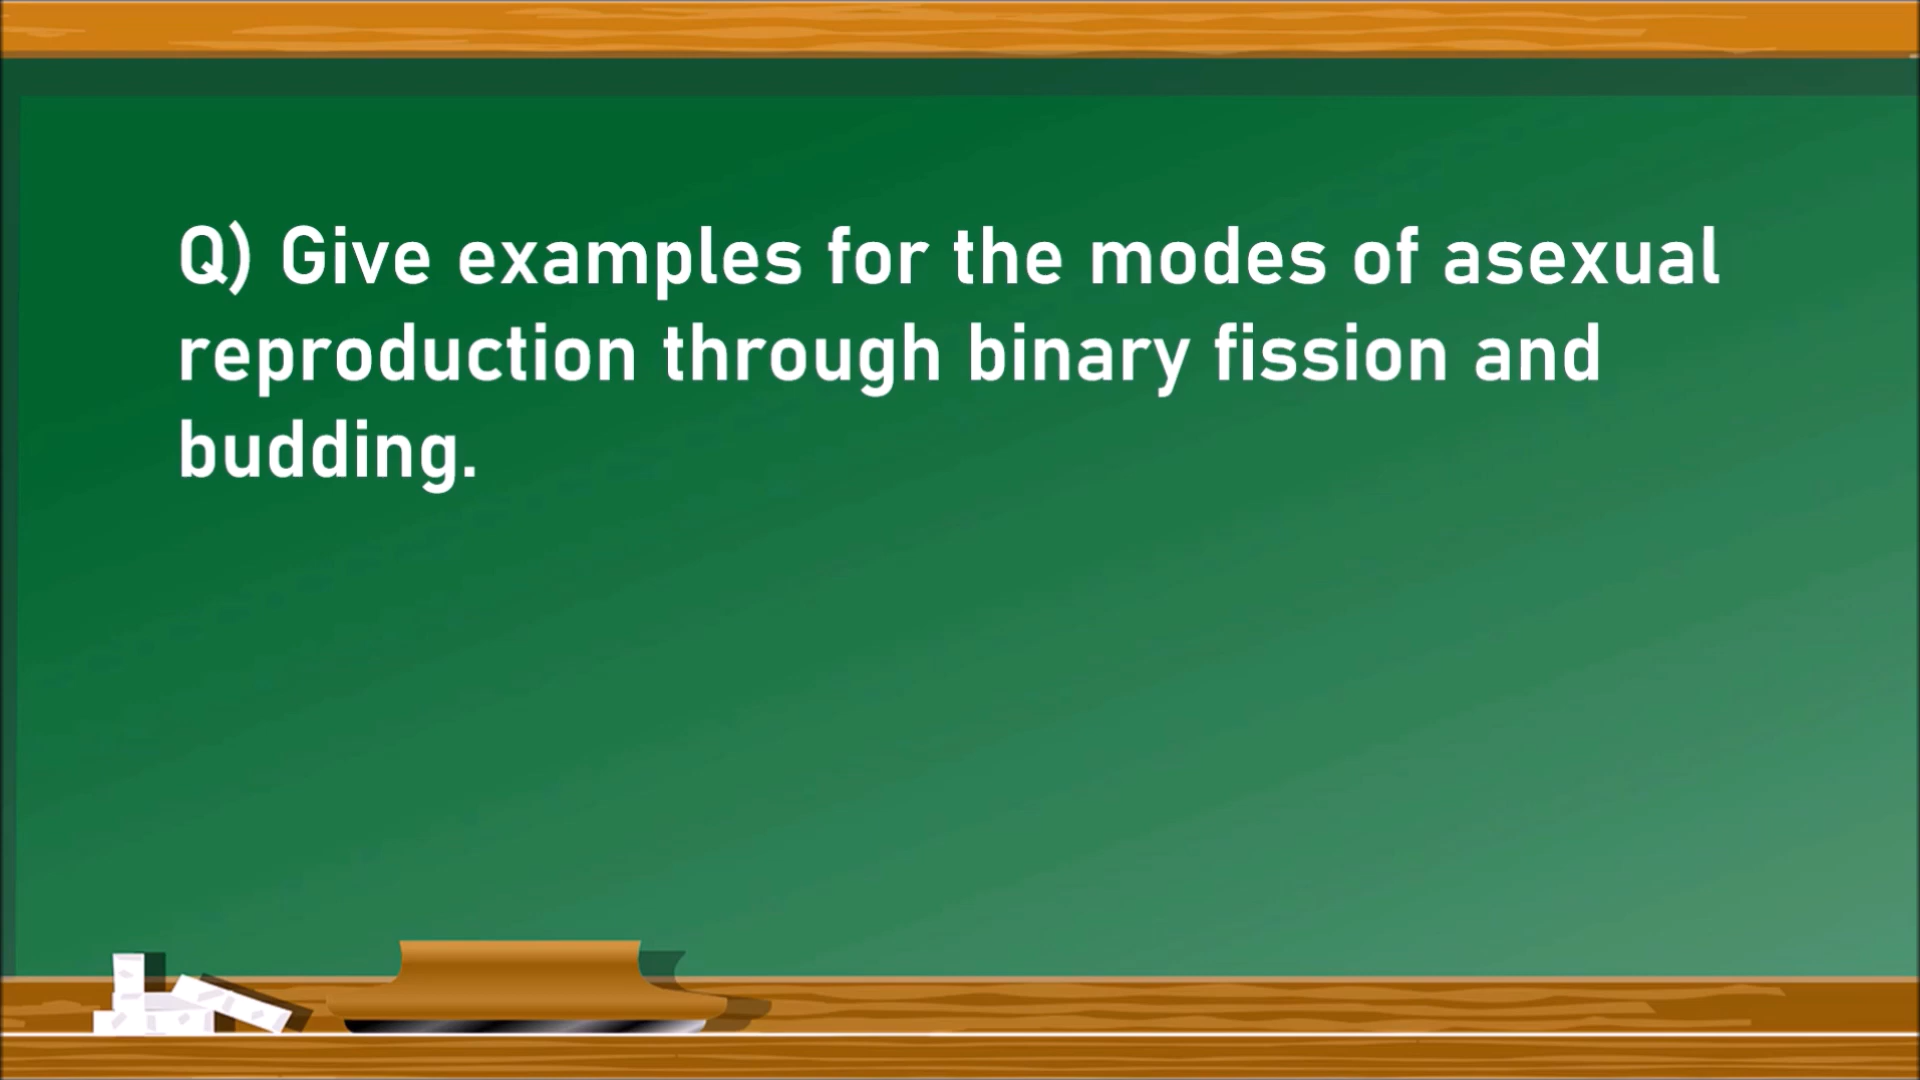 Q) Give examples for the modes of asexual
reproduction through binary fission and
budding.